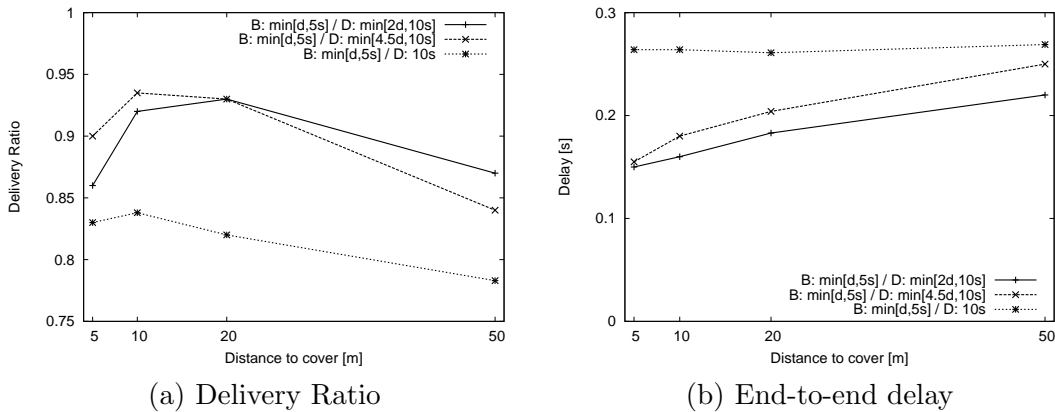 1
0.95
0.9
0.85
0.8
0.75
Delivery Ratio
B: min[d,5s] / D: min[2d,10s]
B: min[d,5s] / D: min[4.5d,10s]
B: min[d,5s] / D: 10s
5 10 20 50
Distance to cover [m]
(a) Delivery Ratio
0.3
0.2
0.1
0
Delay [s]
B: min[d,5s] / D: min[2d,10s]
B: min[d,5s] / D: min[4.5d,10s]
B: min[d,5s] / D: 10s
5 10 20 50
Distance to cover [m]
(b) End-to-end delay